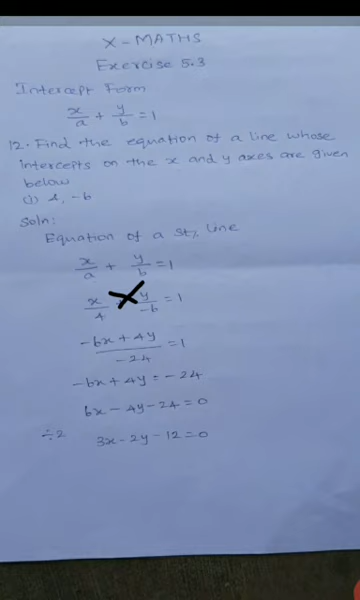 X-MATHS
Exercise 5.3
Intercept Form
x/a + y/b = 1
12. Find the equation of a line whose
intercepts on the x and y axes are given
below
(i) 4, -6
Soln:
Equation of a st. line
x/a + y/b = 1
x/4 y/-6 = 1
-6x + 4y/-24 = 1
-6x + 4y = -24
6x - 4y - 24 = 0
÷2 3x - 2y - 12 = 0